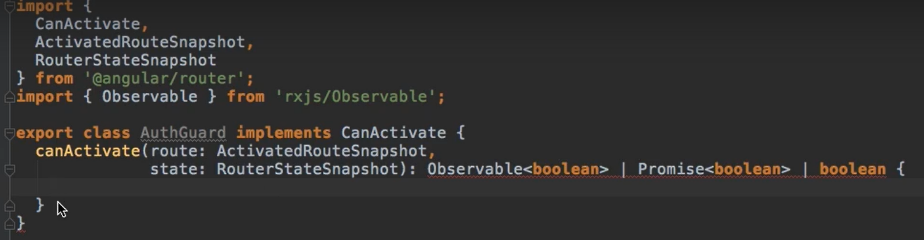 import {
  CanActivate,
  ActivatedRouteSnapshot,
  RouterStateSnapshot
} from '@angular/router';
import { Observable } from 'rxjs/Observable';

export class AuthGuard implements CanActivate {
  canActivate(route: ActivatedRouteSnapshot,
              state: RouterStateSnapshot): Observable<boolean> | Promise<boolean> | boolean {

  }
}